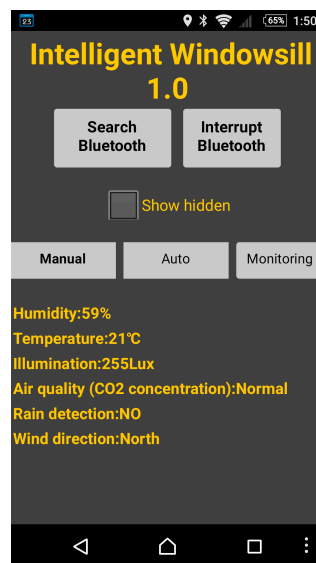 23
65% 1:50
Intelligent Windowsill
1.0
Search Interrupt
Bluetooth Bluetooth
Show hidden
Manual Auto Monitoring
Humidity:59%
Temperature:21℃
Illumination:255Lux
Air quality (CO2 concentration):Normal
Rain detection:NO
Wind direction:North